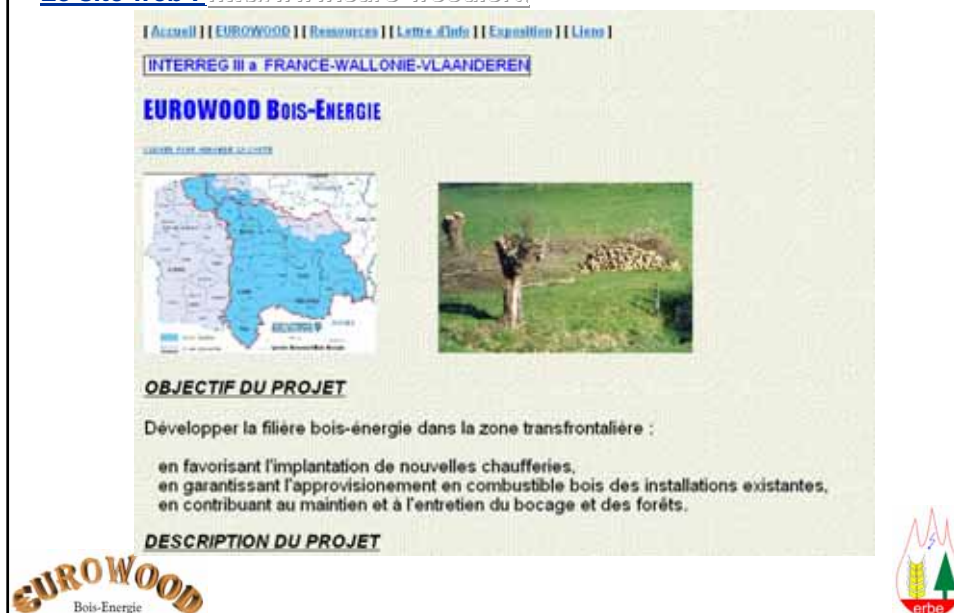 Le site web :
[ Accueil ] [ EUROWOOD ] [ Ressources ] [ Lettre d'Info ] [ Exposition ] [ Liens ]
INTERREG III a FRANCE-WALLONIE-VLAANDEREN
EUROWOOD BOIS-ENERGIE
OBJECTIF DU PROJET
Développer la filière bois-énergie dans la zone transfrontalière :
en favorisant l'implantation de nouvelles chaufferies,
en garantissant l'approvisionement en combustible bois des installations existantes,
en contribuant au maintien et à l'entretien du bocage et des forêts.
DESCRIPTION DU PROJET
EUROWOOD
Bois-Energie
erbe